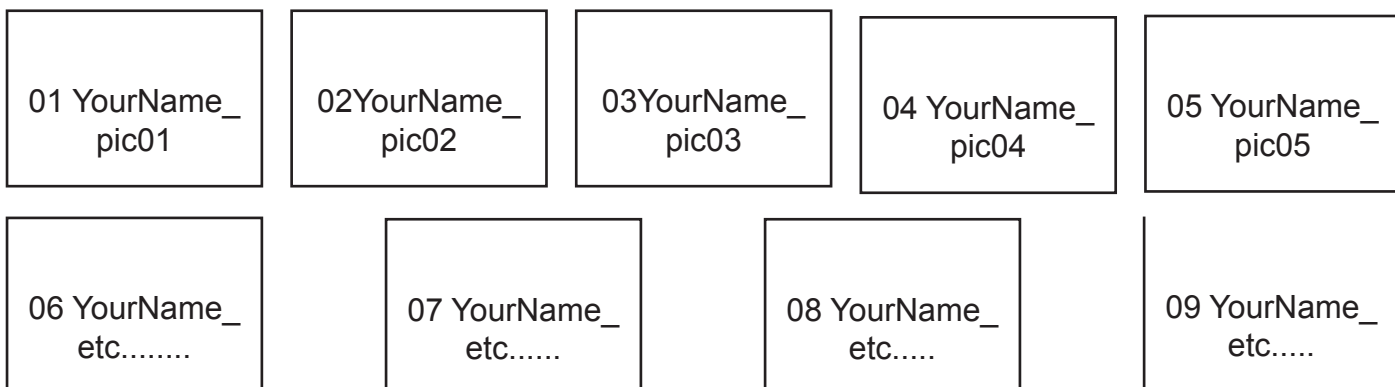 01 YourName_
pic01
02YourName_
pic02
03YourName_
pic03
04 YourName_
pic04
05 YourName_
pic05
06 YourName_
etc........
07 YourName_
etc......
08 YourName_
etc.....
09 YourName_
etc.....